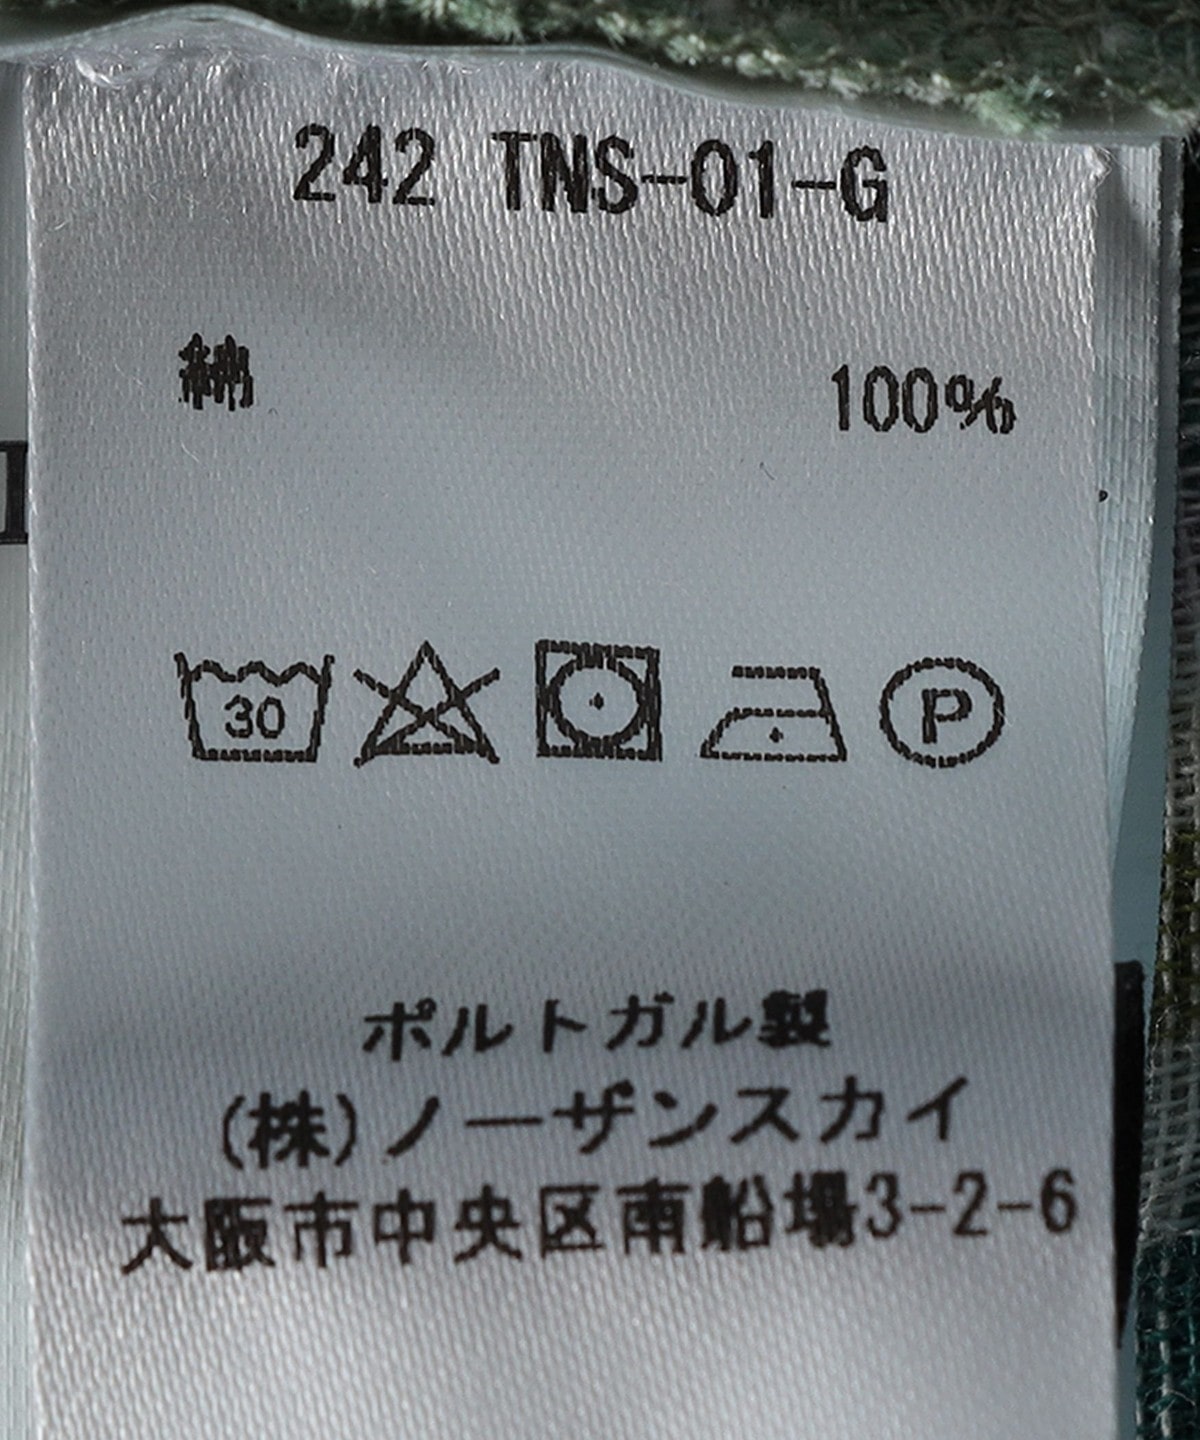 242 TNS-01-G
綿 100%
30
P
ポルトガル製
(株)ノーザンスカイ
大阪市中央区南船場3-2-6